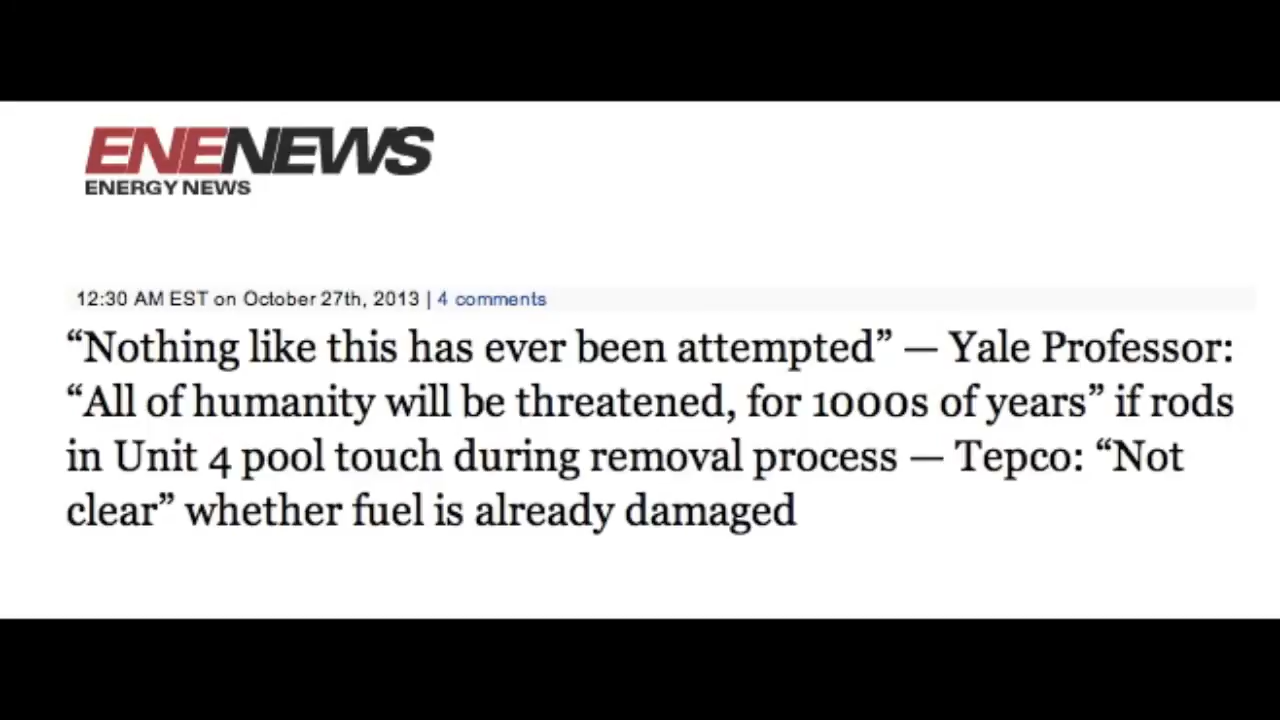 ENENEWS
ENERGY NEWS
12:30 AM EST on October 27th, 2013 | 4 comments
“Nothing like this has ever been attempted” — Yale Professor:
“All of humanity will be threatened, for 1000s of years” if rods
in Unit 4 pool touch during removal process — Tepco: “Not
clear” whether fuel is already damaged